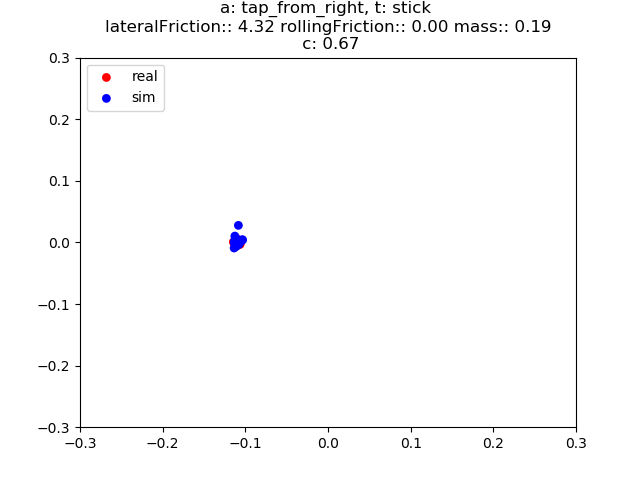 a: tap_from_right, t: stick
lateralFriction:: 4.32 rollingFriction:: 0.00 mass:: 0.19
c: 0.67
real
sim
0.3
0.2
0.1
0.0
−0.1
−0.2
−0.3
−0.3 −0.2 −0.1 0.0 0.1 0.2 0.3